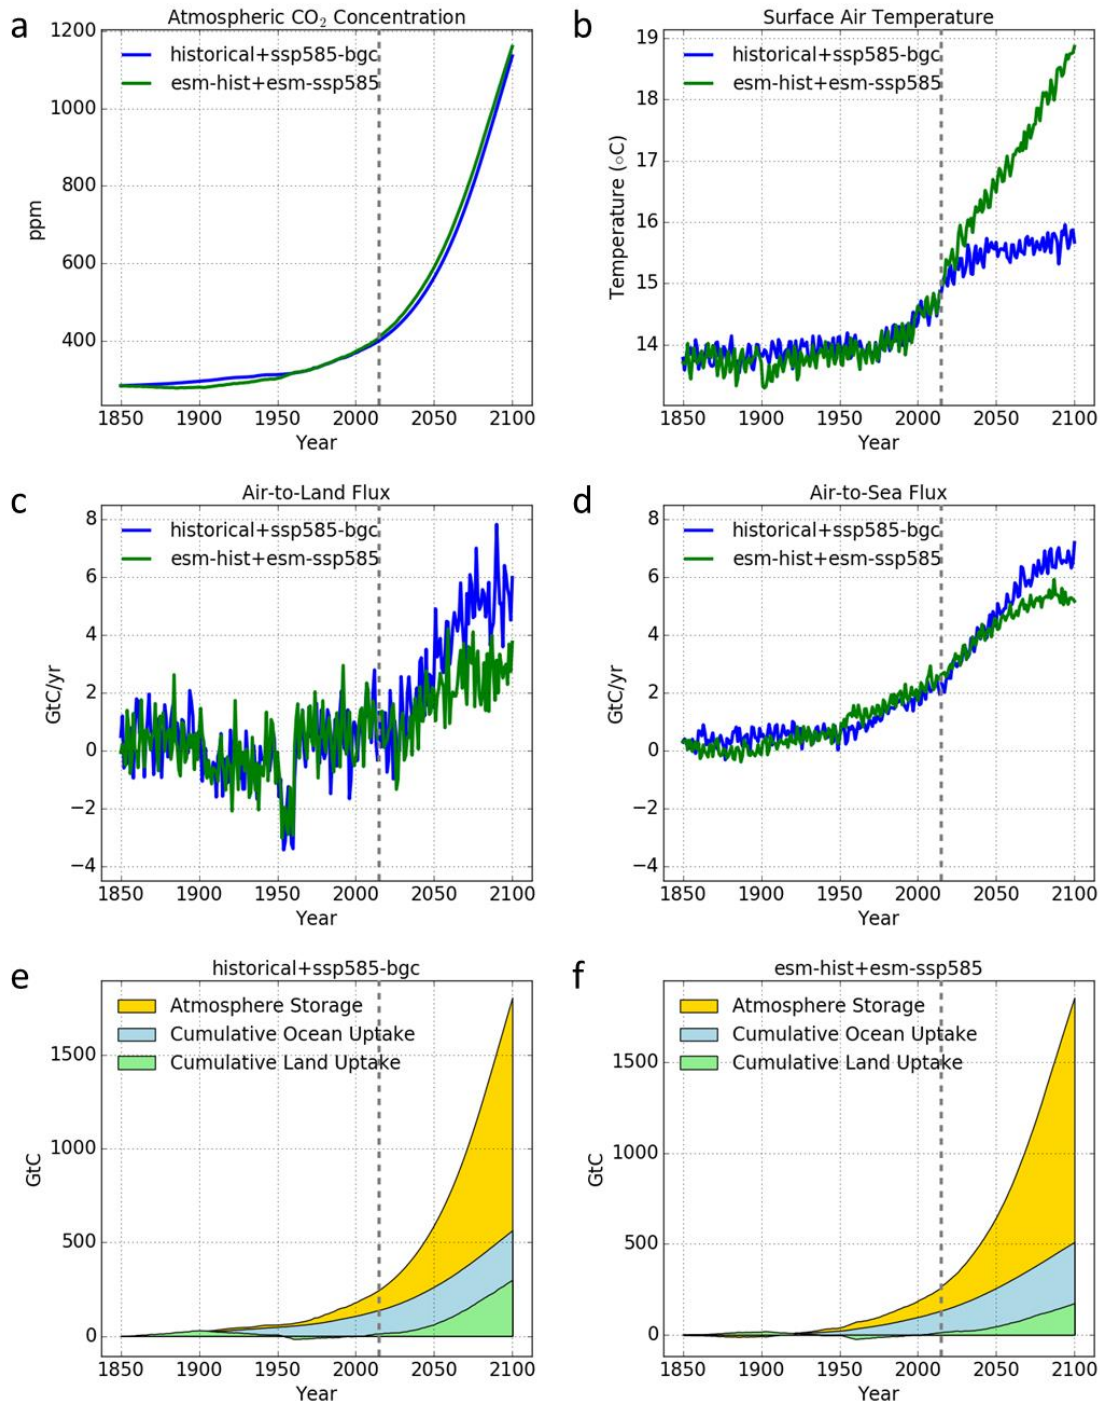 a
Atmospheric CO₂ Concentration
historical+ssp585-bgc
esm-hist+esm-ssp585
1200
1000
800
600
400
ppm
1850 1900 1950 2000 2050 2100
Year
b
Surface Air Temperature
historical+ssp585-bgc
esm-hist+esm-ssp585
19
18
17
16
15
14
Temperature (∘C)
1850 1900 1950 2000 2050 2100
Year
c
Air-to-Land Flux
historical+ssp585-bgc
esm-hist+esm-ssp585
8
6
4
2
0
−2
−4
GtC/yr
1850 1900 1950 2000 2050 2100
Year
d
Air-to-Sea Flux
historical+ssp585-bgc
esm-hist+esm-ssp585
8
6
4
2
0
−2
−4
GtC/yr
1850 1900 1950 2000 2050 2100
Year
e
historical+ssp585-bgc
Atmosphere Storage
Cumulative Ocean Uptake
Cumulative Land Uptake
1500
1000
500
0
GtC
1850 1900 1950 2000 2050 2100
Year
f
esm-hist+esm-ssp585
Atmosphere Storage
Cumulative Ocean Uptake
Cumulative Land Uptake
1500
1000
500
0
GtC
1850 1900 1950 2000 2050 2100
Year